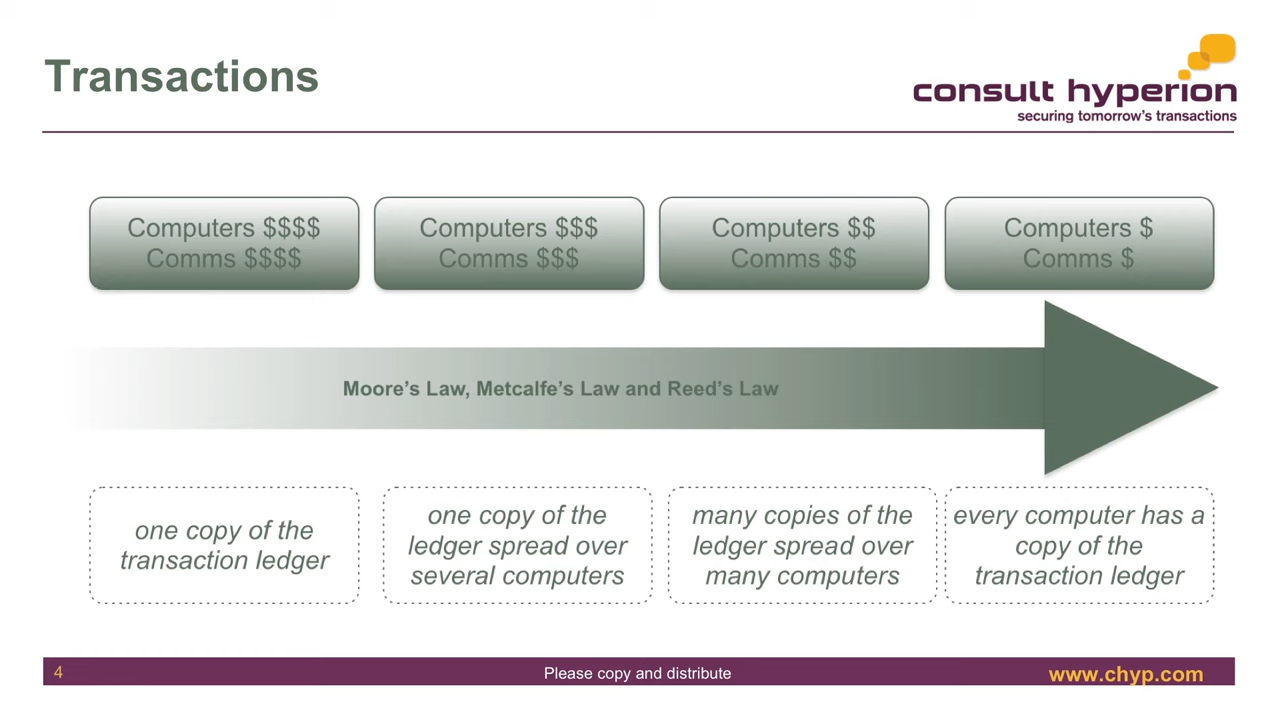 Transactions
consult hyperion
securing tomorrow's transactions
Computers $$$$
Comms $$$$
Computers $$$
Comms $$$
Computers $$
Comms $$
Computers $
Comms $
Moore’s Law, Metcalfe’s Law and Reed’s Law
one copy of the
transaction ledger
one copy of the
ledger spread over
several computers
many copies of the
ledger spread over
many computers
every computer has a
copy of the
transaction ledger
4
Please copy and distribute
www.chyp.com